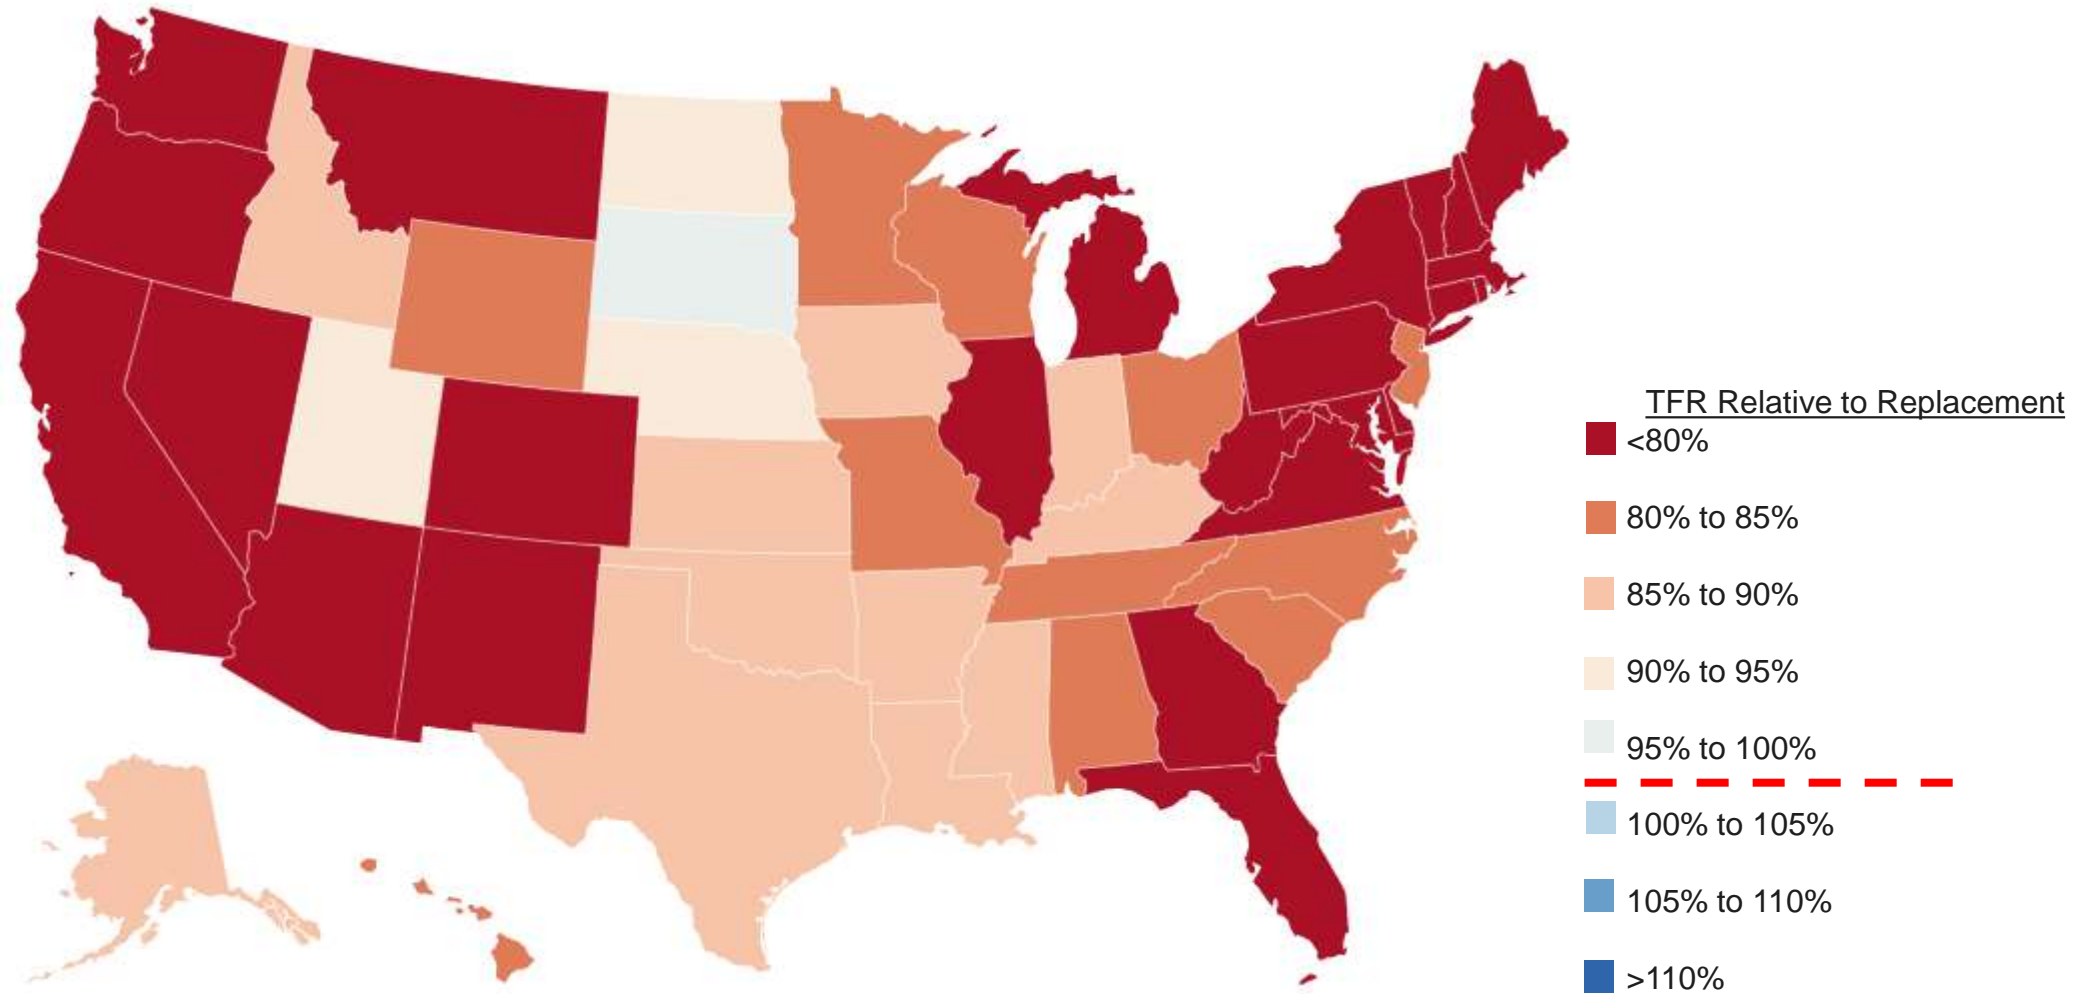 TFR Relative to Replacement
<80%
80% to 85%
85% to 90%
90% to 95%
95% to 100%
100% to 105%
105% to 110%
>110%